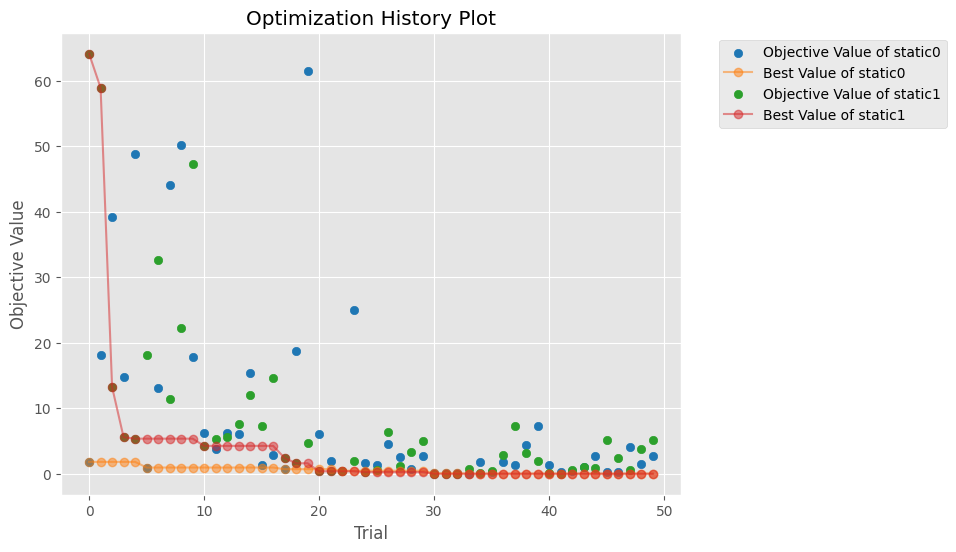 Optimization History Plot
Objective Value of static0
Best Value of static0
Objective Value of static1
Best Value of static1
Objective Value
60
50
40
30
20
10
0
0 10 20 30 40 50
Trial